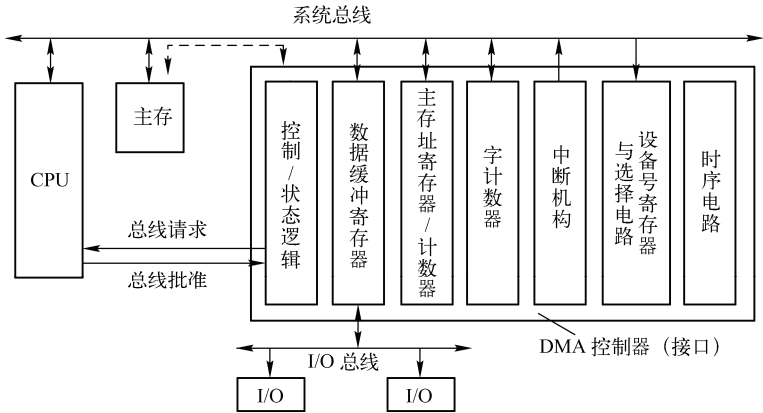 系统总线
CPU
主存
总线请求
总线批准
控制/状态逻辑
数据缓冲寄存器
主存址寄存器/计数器
字计数器
中断机构
设备号寄存器
与选择电路
时序电路
DMA 控制器（接口）
I/O 总线
I/O
I/O